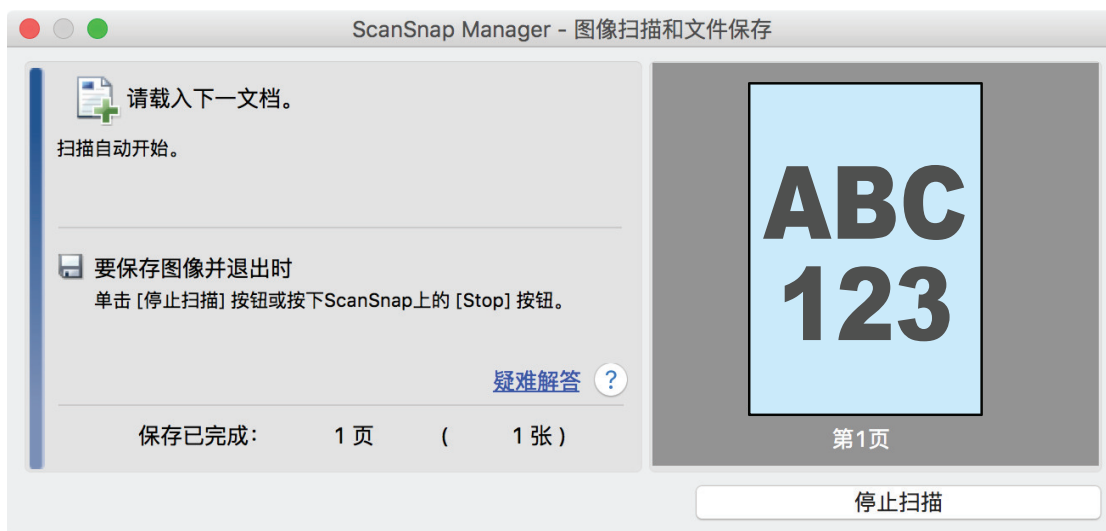 ScanSnap Manager - 图像扫描和文件保存
请载入下一文档。
扫描自动开始。
要保存图像并退出时
单击 [停止扫描] 按钮或按下ScanSnap上的 [Stop] 按钮。
疑难解答 ?
保存已完成： 1 页 ( 1 张 )
ABC
123
第1页
停止扫描